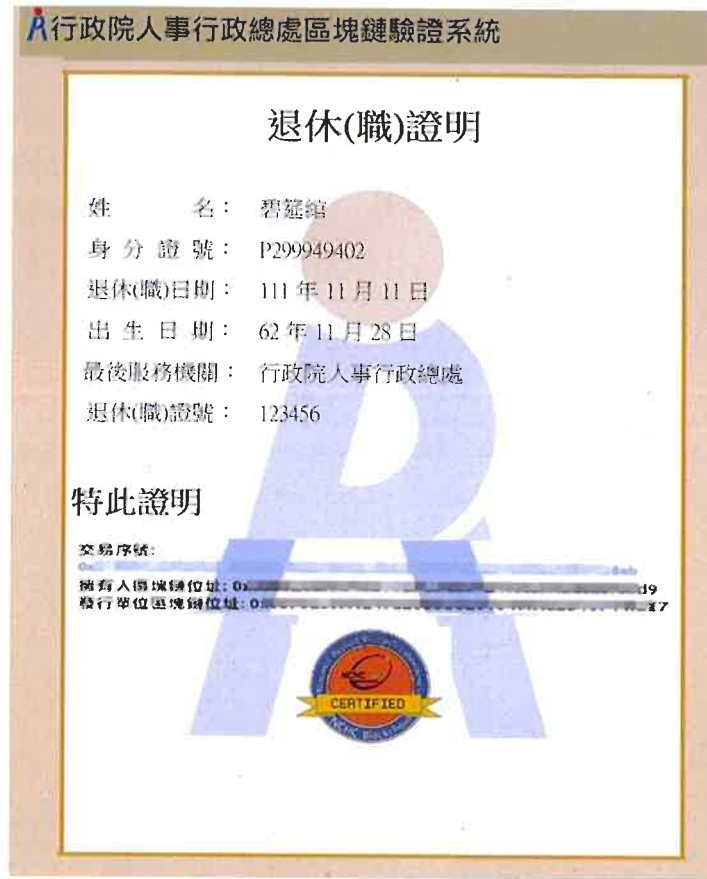 行政院人事行政總處區塊鏈驗證系統
退休(職)證明
姓 名： 碧筵綰
身 分 證 號： P299949402
退休(職)日期： 111 年 11 月 11 日
出 生 日 期： 62 年 11 月 28 日
最後服務機關： 行政院人事行政總處
退休(職)證號： 123456
特此證明
交易序號:
擁有人區塊鏈位址: 0x
發行單位區塊鏈位址: 0
CERTIFIED